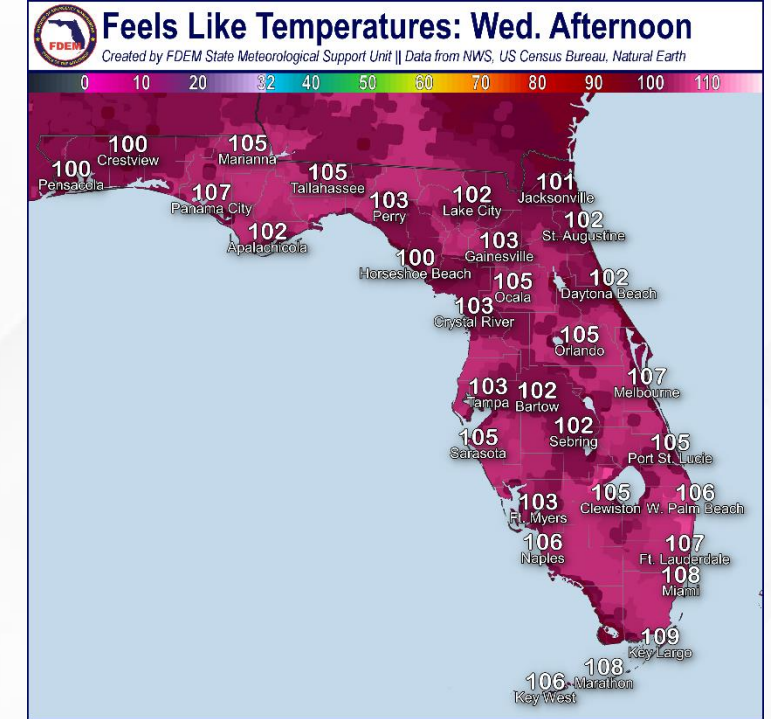 FDEM
Feels Like Temperatures: Wed. Afternoon
Created by FDEM State Meteorological Support Unit || Data from NWS, US Census Bureau, Natural Earth
0 10 20 32 40 50 60 70 80 90 100 110
100
Crestview
105
Marianna
100
Pensacola
105
Tallahassee
107
Panama City
103
Perry
102
Lake City
101
Jacksonville
102
Apalachicola
102
St. Augustine
103
Gainesville
100
Horseshoe Beach
105
Ocala
102
Daytona Beach
103
Crystal River
105
Orlando
107
Melbourne
103
Tampa
102
Bartow
102
Sebring
105
Sarasota
105
Port St. Lucie
105
Clewiston
106
W. Palm Beach
103
Ft. Myers
106
Naples
107
Ft. Lauderdale
108
Miami
109
Key Largo
108
Marathon
106
Key West